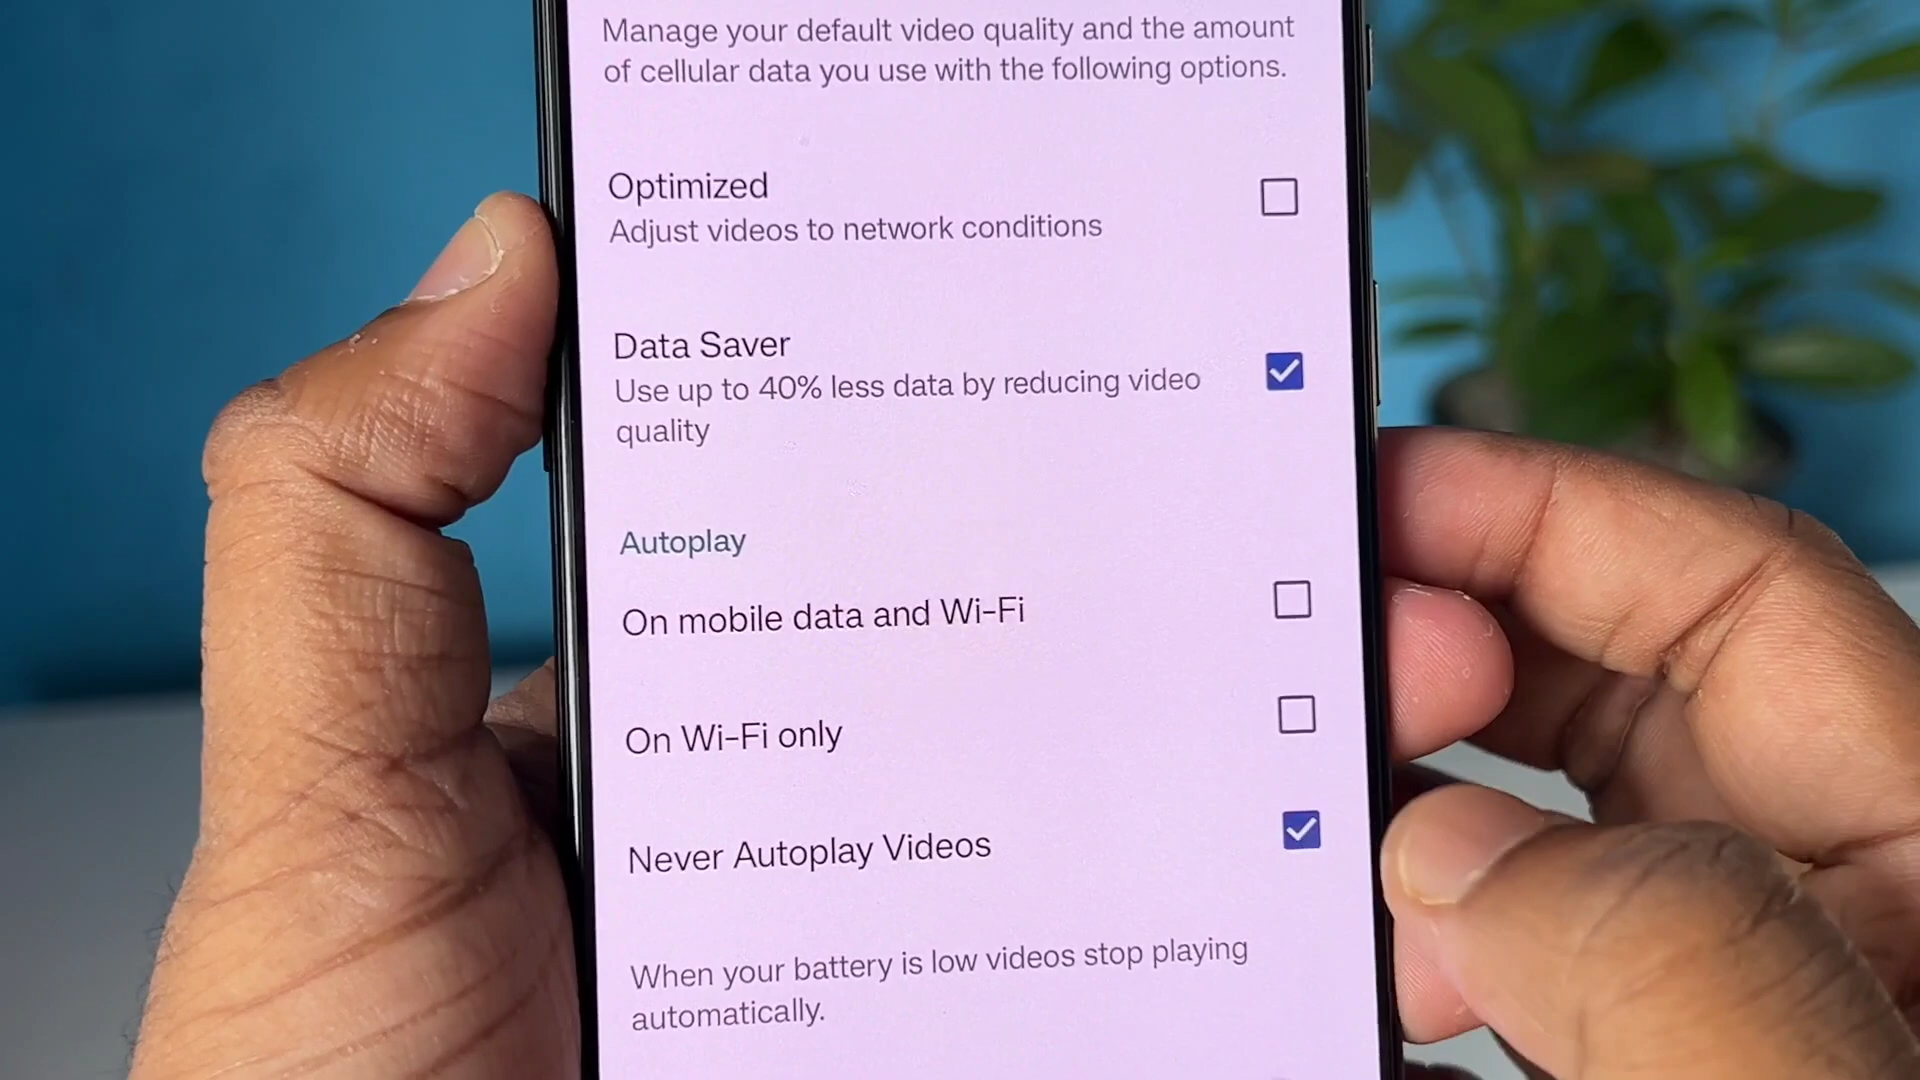 Manage your default video quality and the amount
of cellular data you use with the following options.
Optimized
Adjust videos to network conditions
Data Saver
Use up to 40% less data by reducing video
quality
Autoplay
On mobile data and Wi-Fi
On Wi-Fi only
Never Autoplay Videos
When your battery is low videos stop playing
automatically.